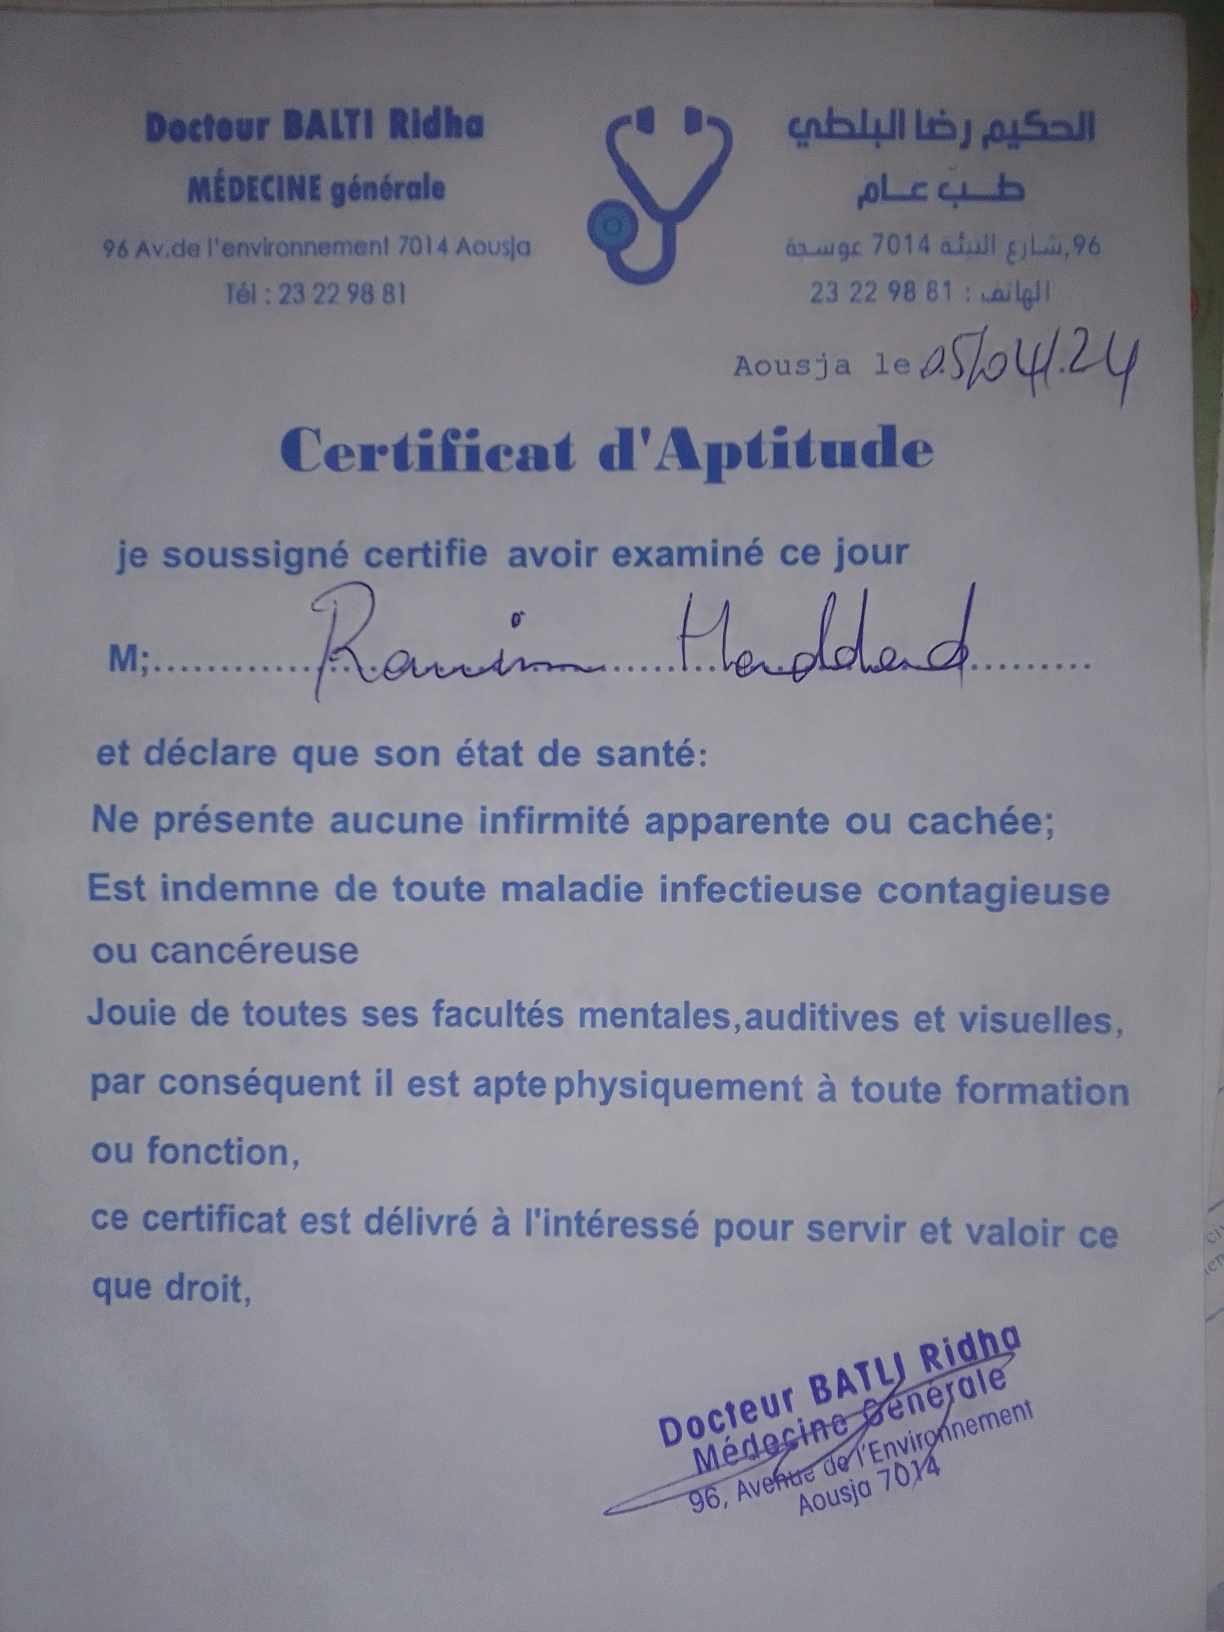 Docteur BALTI Ridha
MÉDECINE générale
96 Av.de l'environnement 7014 Aousja
Tél : 23 22 98 81
الحكيم رضا البلطي
طب عام
96,شارع البيئة 7014 عوسجة
الهاتف : 81 98 22 23
Aousja le 05/04/.24
Certificat d'Aptitude
je soussigné certifie avoir examiné ce jour
M;............Ranim Haddad.........
et déclare que son état de santé:
Ne présente aucune infirmité apparente ou cachée;
Est indemne de toute maladie infectieuse contagieuse
ou cancéreuse
Jouie de toutes ses facultés mentales,auditives et visuelles,
par conséquent il est apte physiquement à toute formation
ou fonction,
ce certificat est délivré à l'intéressé pour servir et valoir ce
que droit,
Docteur BATLI Ridha
Médecine Générale
96, Avenue de l'Environnement
Aousja 7014